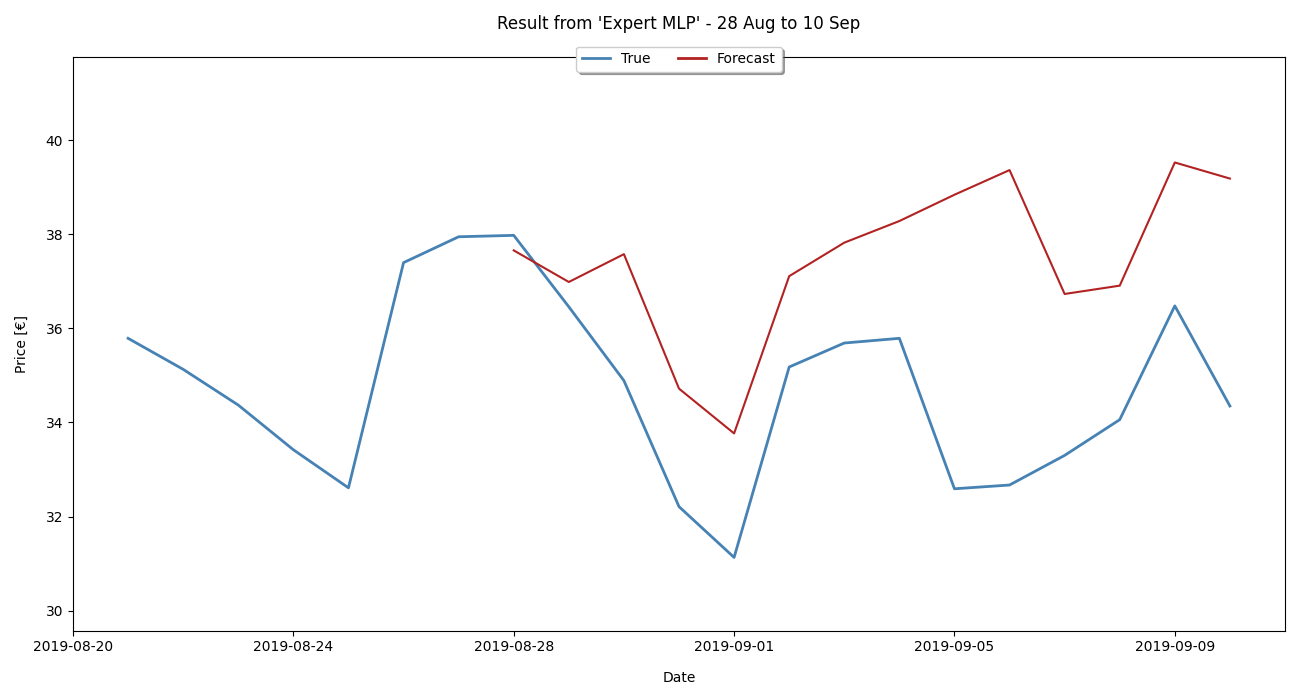 Result from 'Expert MLP' - 28 Aug to 10 Sep
True Forecast
Price [€]
40
38
36
34
32
30
2019-08-20 2019-08-24 2019-08-28 2019-09-01 2019-09-05 2019-09-09
Date